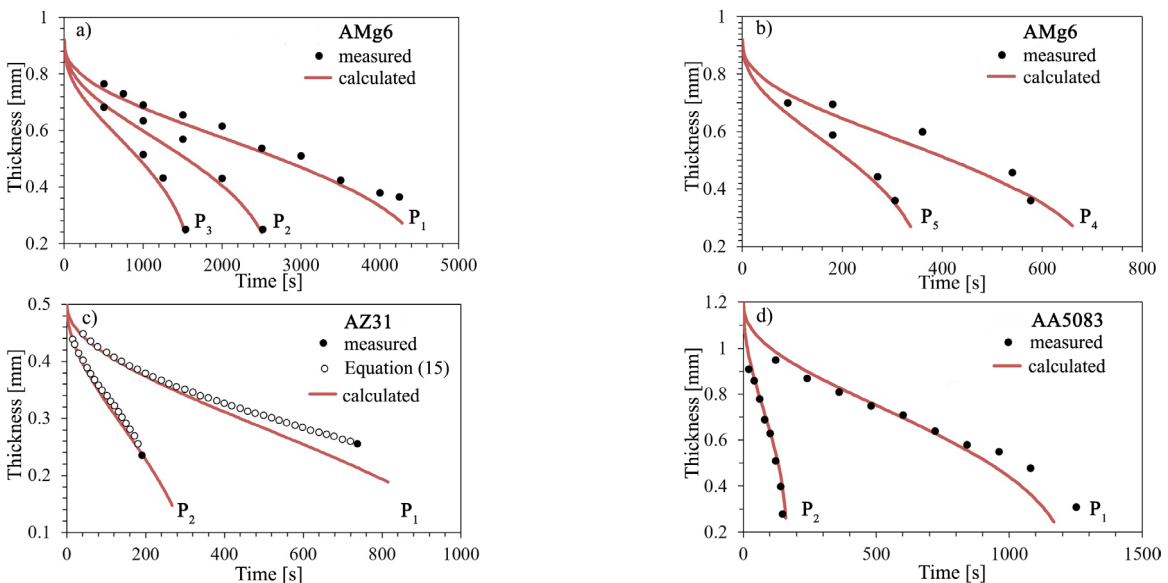 a)
AMg6
measured
calculated
Thickness [mm]
1
0.8
0.6
0.4
0.2
P3 P2 P1
0 1000 2000 3000 4000 5000
Time [s]
b)
AMg6
measured
calculated
Thickness [mm]
1
0.8
0.6
0.4
0.2
P5 P4
0 200 400 600 800
Time [s]
c)
AZ31
measured
Equation (15)
calculated
Thickness [mm]
0.5
0.4
0.3
0.2
0.1
P2 P1
0 200 400 600 800 1000
Time [s]
d)
AA5083
measured
calculated
Thickness [mm]
1.2
1
0.8
0.6
0.4
0.2
P2 P1
0 500 1000 1500
Time [s]